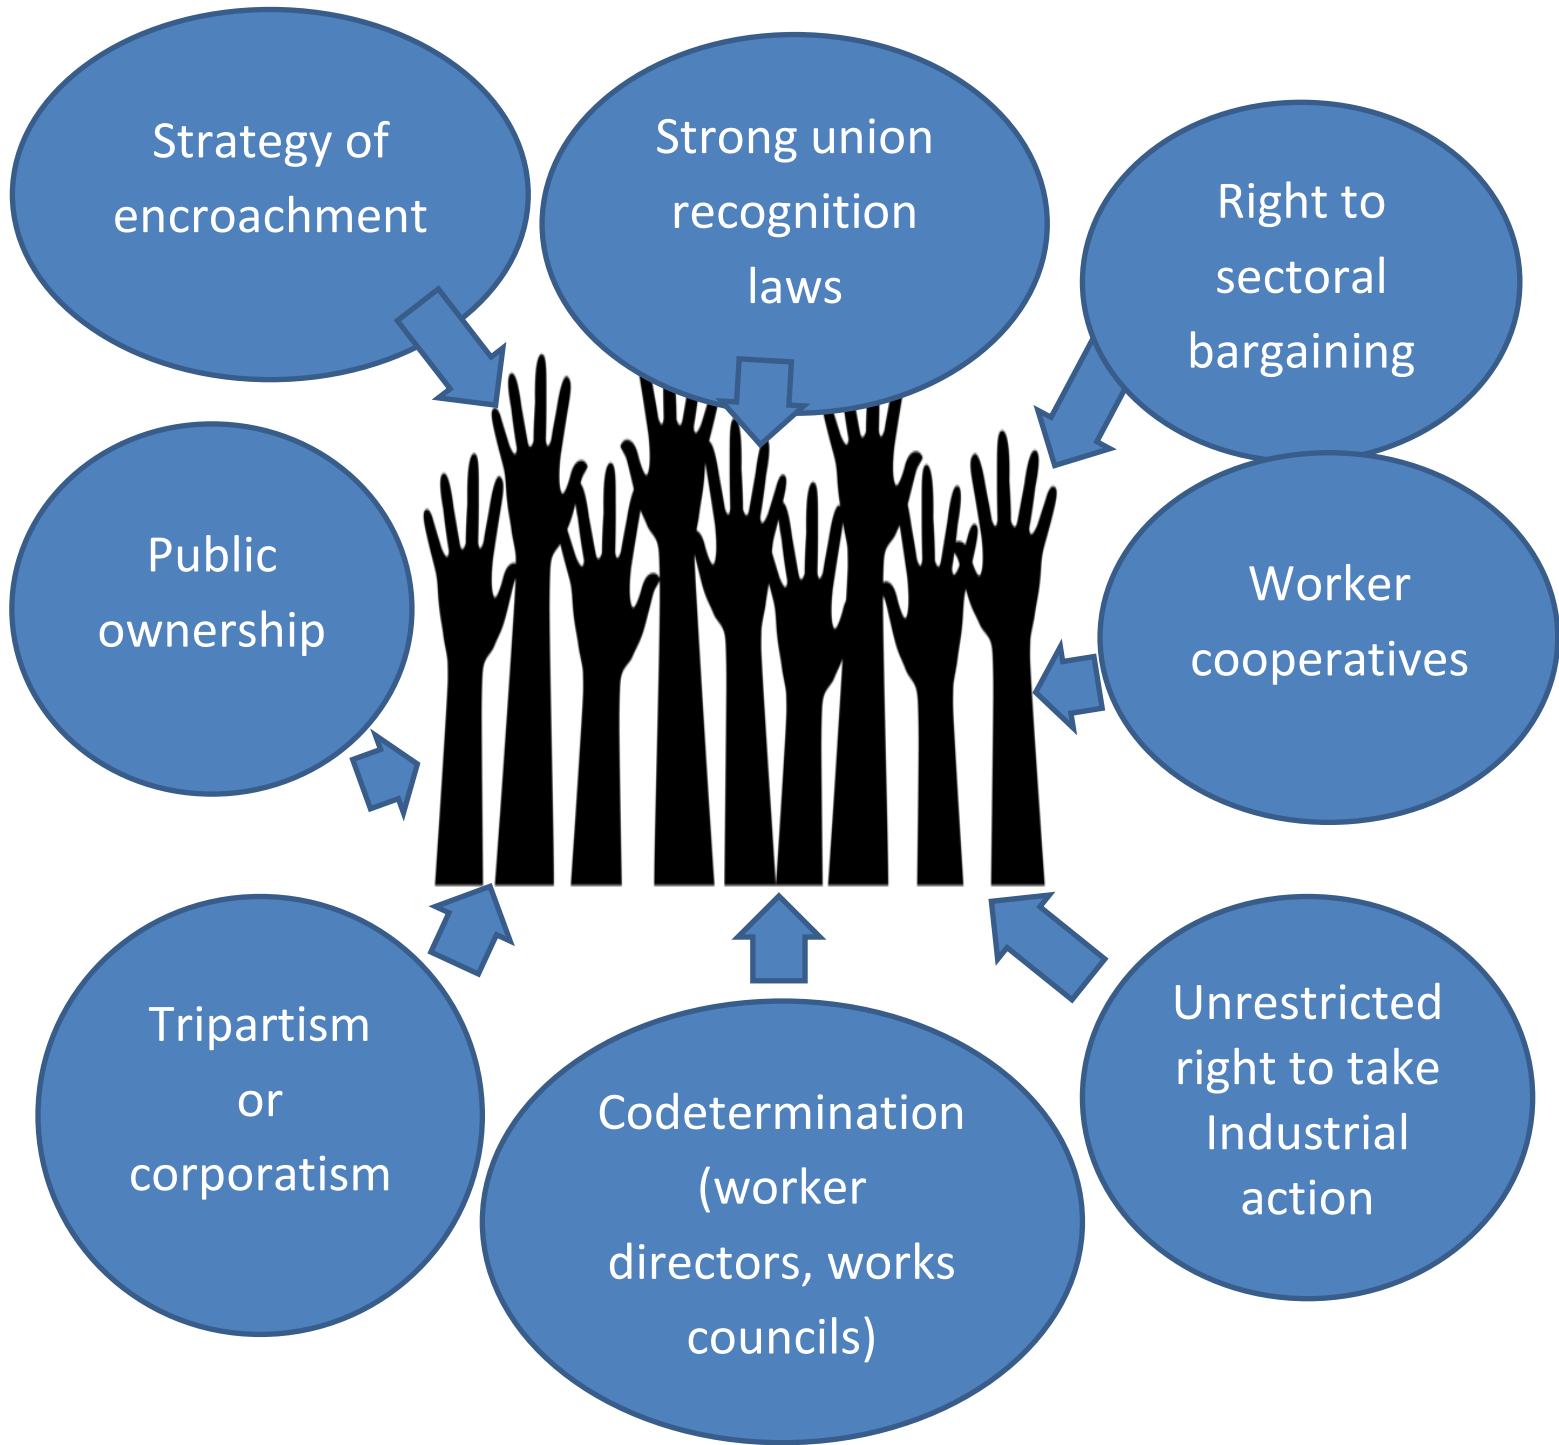 Strategy of
encroachment
Strong union
recognition
laws
Right to
sectoral
bargaining
Public
ownership
Worker
cooperatives
Tripartism
or
corporatism
Codetermination
(worker
directors, works
councils)
Unrestricted
right to take
Industrial
action